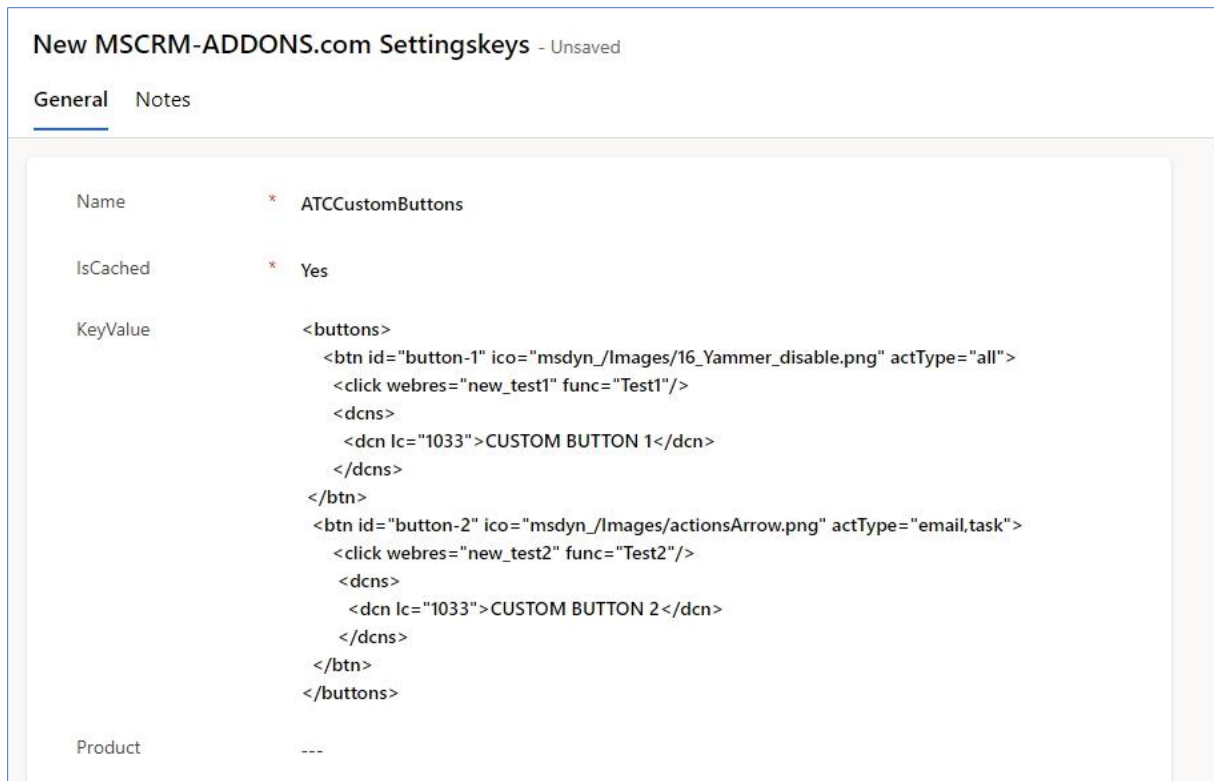 New MSCRM-ADDONS.com Settingskeys - Unsaved
General Notes
Name * ATCCustomButtons
IsCached * Yes
KeyValue <buttons>
<btn id="button-1" ico="msdyn_/Images/16_Yammer_disable.png" actType="all">
<click webres="new_test1" func="Test1"/>
<dcns>
<dcn lc="1033">CUSTOM BUTTON 1</dcn>
</dcns>
</btn>
<btn id="button-2" ico="msdyn_/Images/actionsArrow.png" actType="email,task">
<click webres="new_test2" func="Test2"/>
<dcns>
<dcn lc="1033">CUSTOM BUTTON 2</dcn>
</dcns>
</btn>
</buttons>
Product ---